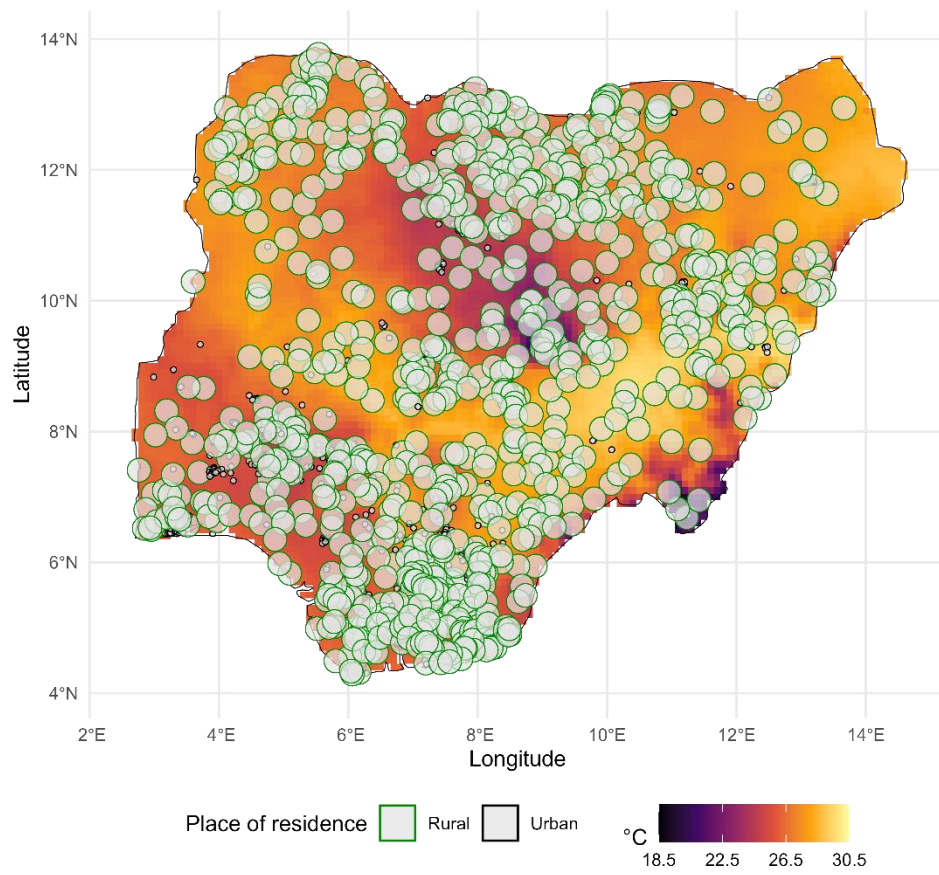 14°N
12°N
10°N
8°N
6°N
4°N
Latitude
2°E 4°E 6°E 8°E 10°E 12°E 14°E
Longitude
Place of residence Rural Urban
°C
18.5 22.5 26.5 30.5